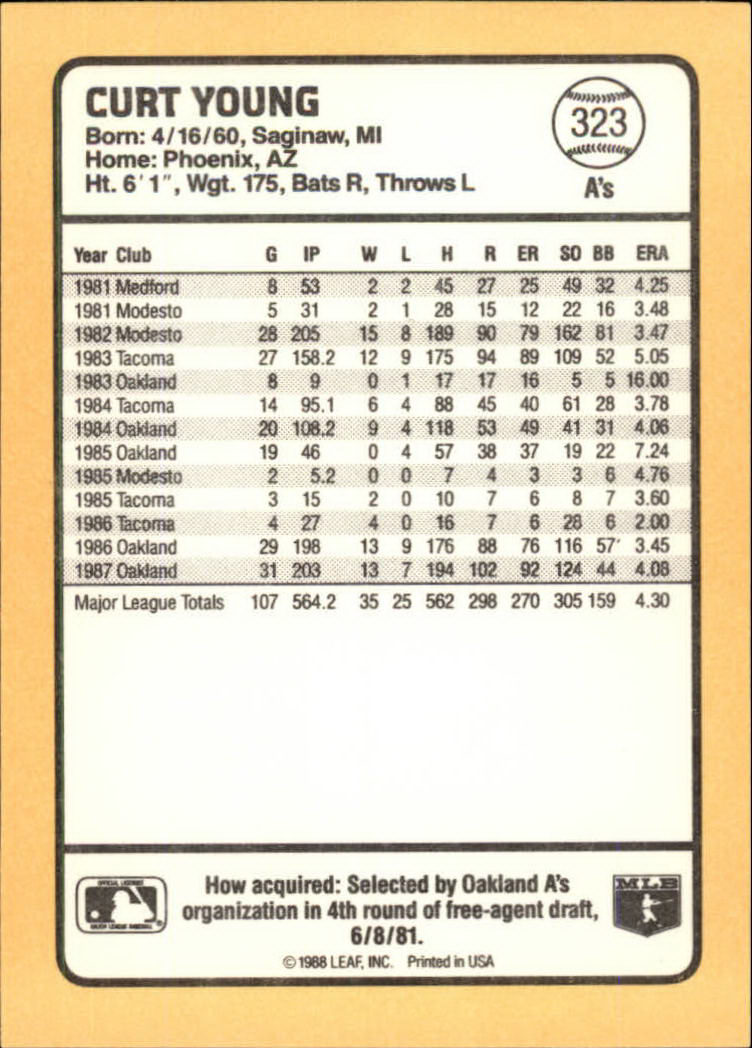 CURT YOUNG
Born: 4/16/60, Saginaw, MI
Home: Phoenix, AZ
Ht. 6'1", Wgt. 175, Bats R, Throws L
323
A's
Year Club G IP W L H R ER SO BB ERA
1981 Medford 8 53 2 2 45 27 25 49 32 4.25
1981 Modesto 5 31 2 1 28 15 12 22 16 3.48
1982 Modesto 28 205 15 8 189 90 79 162 81 3.47
1983 Tacoma 27 158.2 12 9 175 94 89 109 52 5.05
1983 Oakland 8 9 0 1 17 17 16 5 5 16.00
1984 Tacoma 14 95.1 6 4 88 45 40 61 28 3.78
1984 Oakland 20 108.2 9 4 118 53 49 41 31 4.06
1985 Oakland 19 46 0 4 57 38 37 19 22 7.24
1985 Modesto 2 5.2 0 0 7 4 3 3 6 4.76
1985 Tacoma 3 15 2 0 10 7 6 8 7 3.60
1986 Tacoma 4 27 4 0 16 7 6 28 6 2.00
1986 Oakland 29 198 13 9 176 88 76 116 57 3.45
1987 Oakland 31 203 13 7 194 102 92 124 44 4.08
Major League Totals 107 564.2 35 25 562 298 270 305 159 4.30
How acquired: Selected by Oakland A's
organization in 4th round of free-agent draft,
6/8/81.
© 1988 LEAF, INC. Printed in USA
OFFICIAL LICENSEE
MAJOR LEAGUE BASEBALL
®
MLB